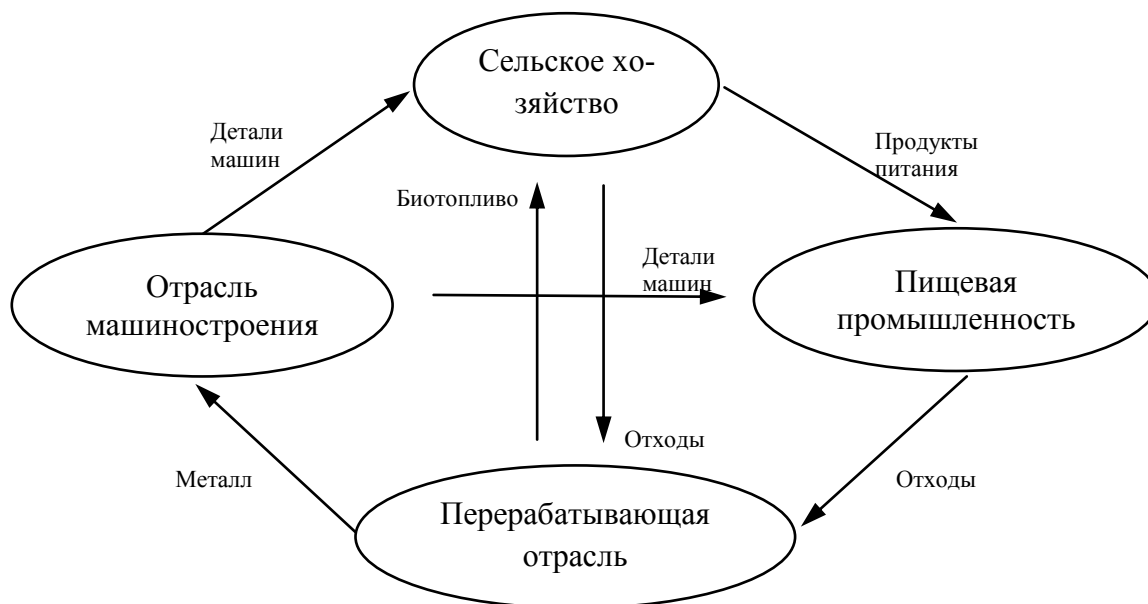 Сельское хо-
зяйство
Детали
машин
Продукты
питания
Биотопливо
Детали
машин
Отрасль
машиностроения
Пищевая
промышленность
Отходы
Металл
Отходы
Перерабатывающая
отрасль